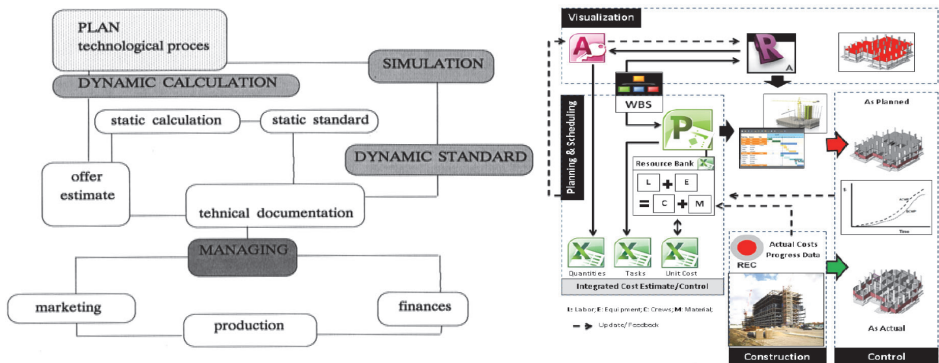 PLAN
technological proces
DYNAMIC CALCULATION
SIMULATION
static calculation
static standard
DYNAMIC STANDARD
offer
estimate
tehnical documentation
MANAGING
marketing
finances
production
Visualization
A
R
A
WBS
Planning & Scheduling
P
Resource Bank
L + E
= C + M
Quantities
Tasks
Unit Cost
Integrated Cost Estimate/Control
L: Labor; E: Equipment; C: Crews; M: Material;
Update/Feedback
As Planned
Time
REC
Actual Costs
Progress Data
As Actual
Construction
Control